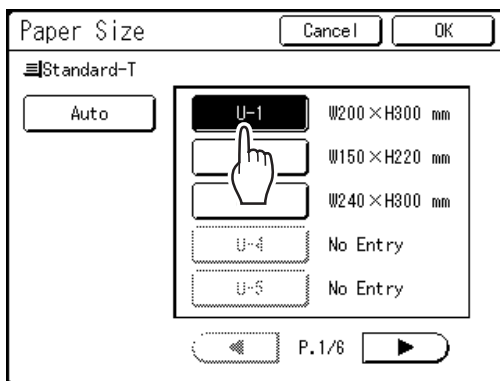 Paper Size Cancel OK
Standard-T
Auto U-1 W200×H300 mm
W150×H220 mm
W240×H300 mm
U-4 No Entry
U-5 No Entry
P.1/6